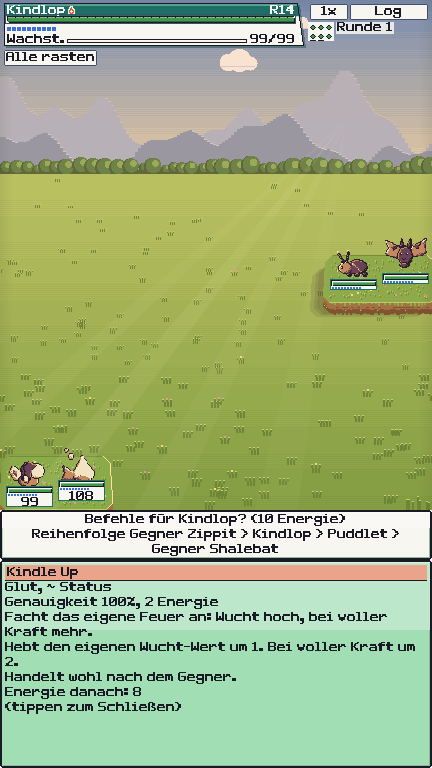 Kindlop R14
1x
Log
Wachst. 99/99
Runde 1
Alle rasten
99
108
Befehle für Kindlop? (10 Energie)
Reihenfolge Gegner Zippit > Kindlop > Puddlet >
Gegner Shalebat
Kindle Up
Glut, ~ Status
Genauigkeit 100%, 2 Energie
Facht das eigene Feuer an: Wucht hoch, bei voller
Kraft mehr.
Hebt den eigenen Wucht-Wert um 1. Bei voller Kraft um
2.
Handelt wohl nach dem Gegner.
Energie danach: 8
(tippen zum Schließen)